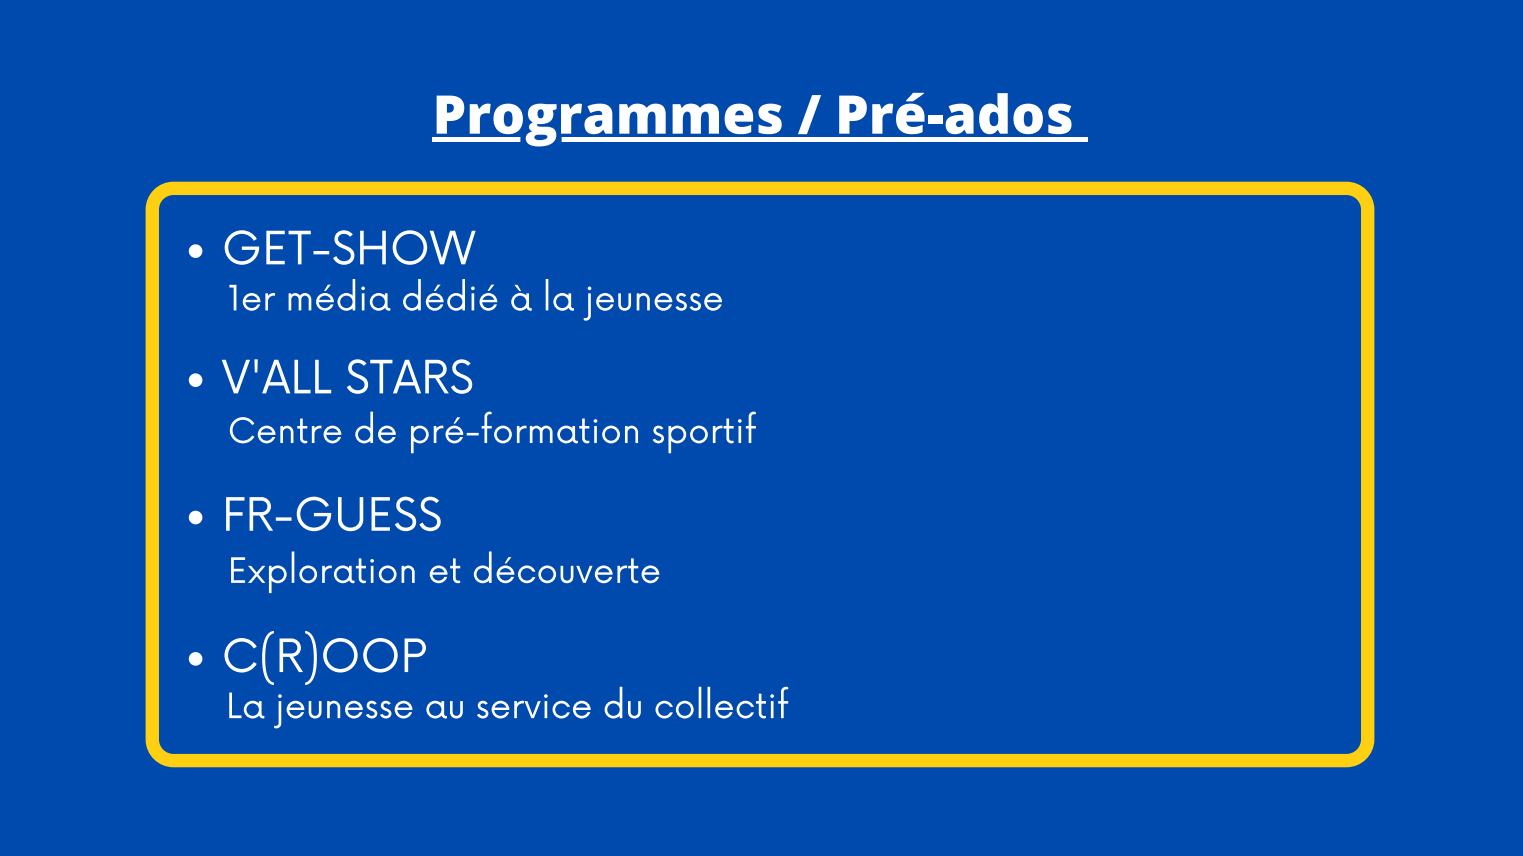 Programmes / Pré-ados
• GET-SHOW
1er média dédié à la jeunesse
• V'ALL STARS
Centre de pré-formation sportif
• FR-GUESS
Exploration et découverte
• C(R)OOP
La jeunesse au service du collectif